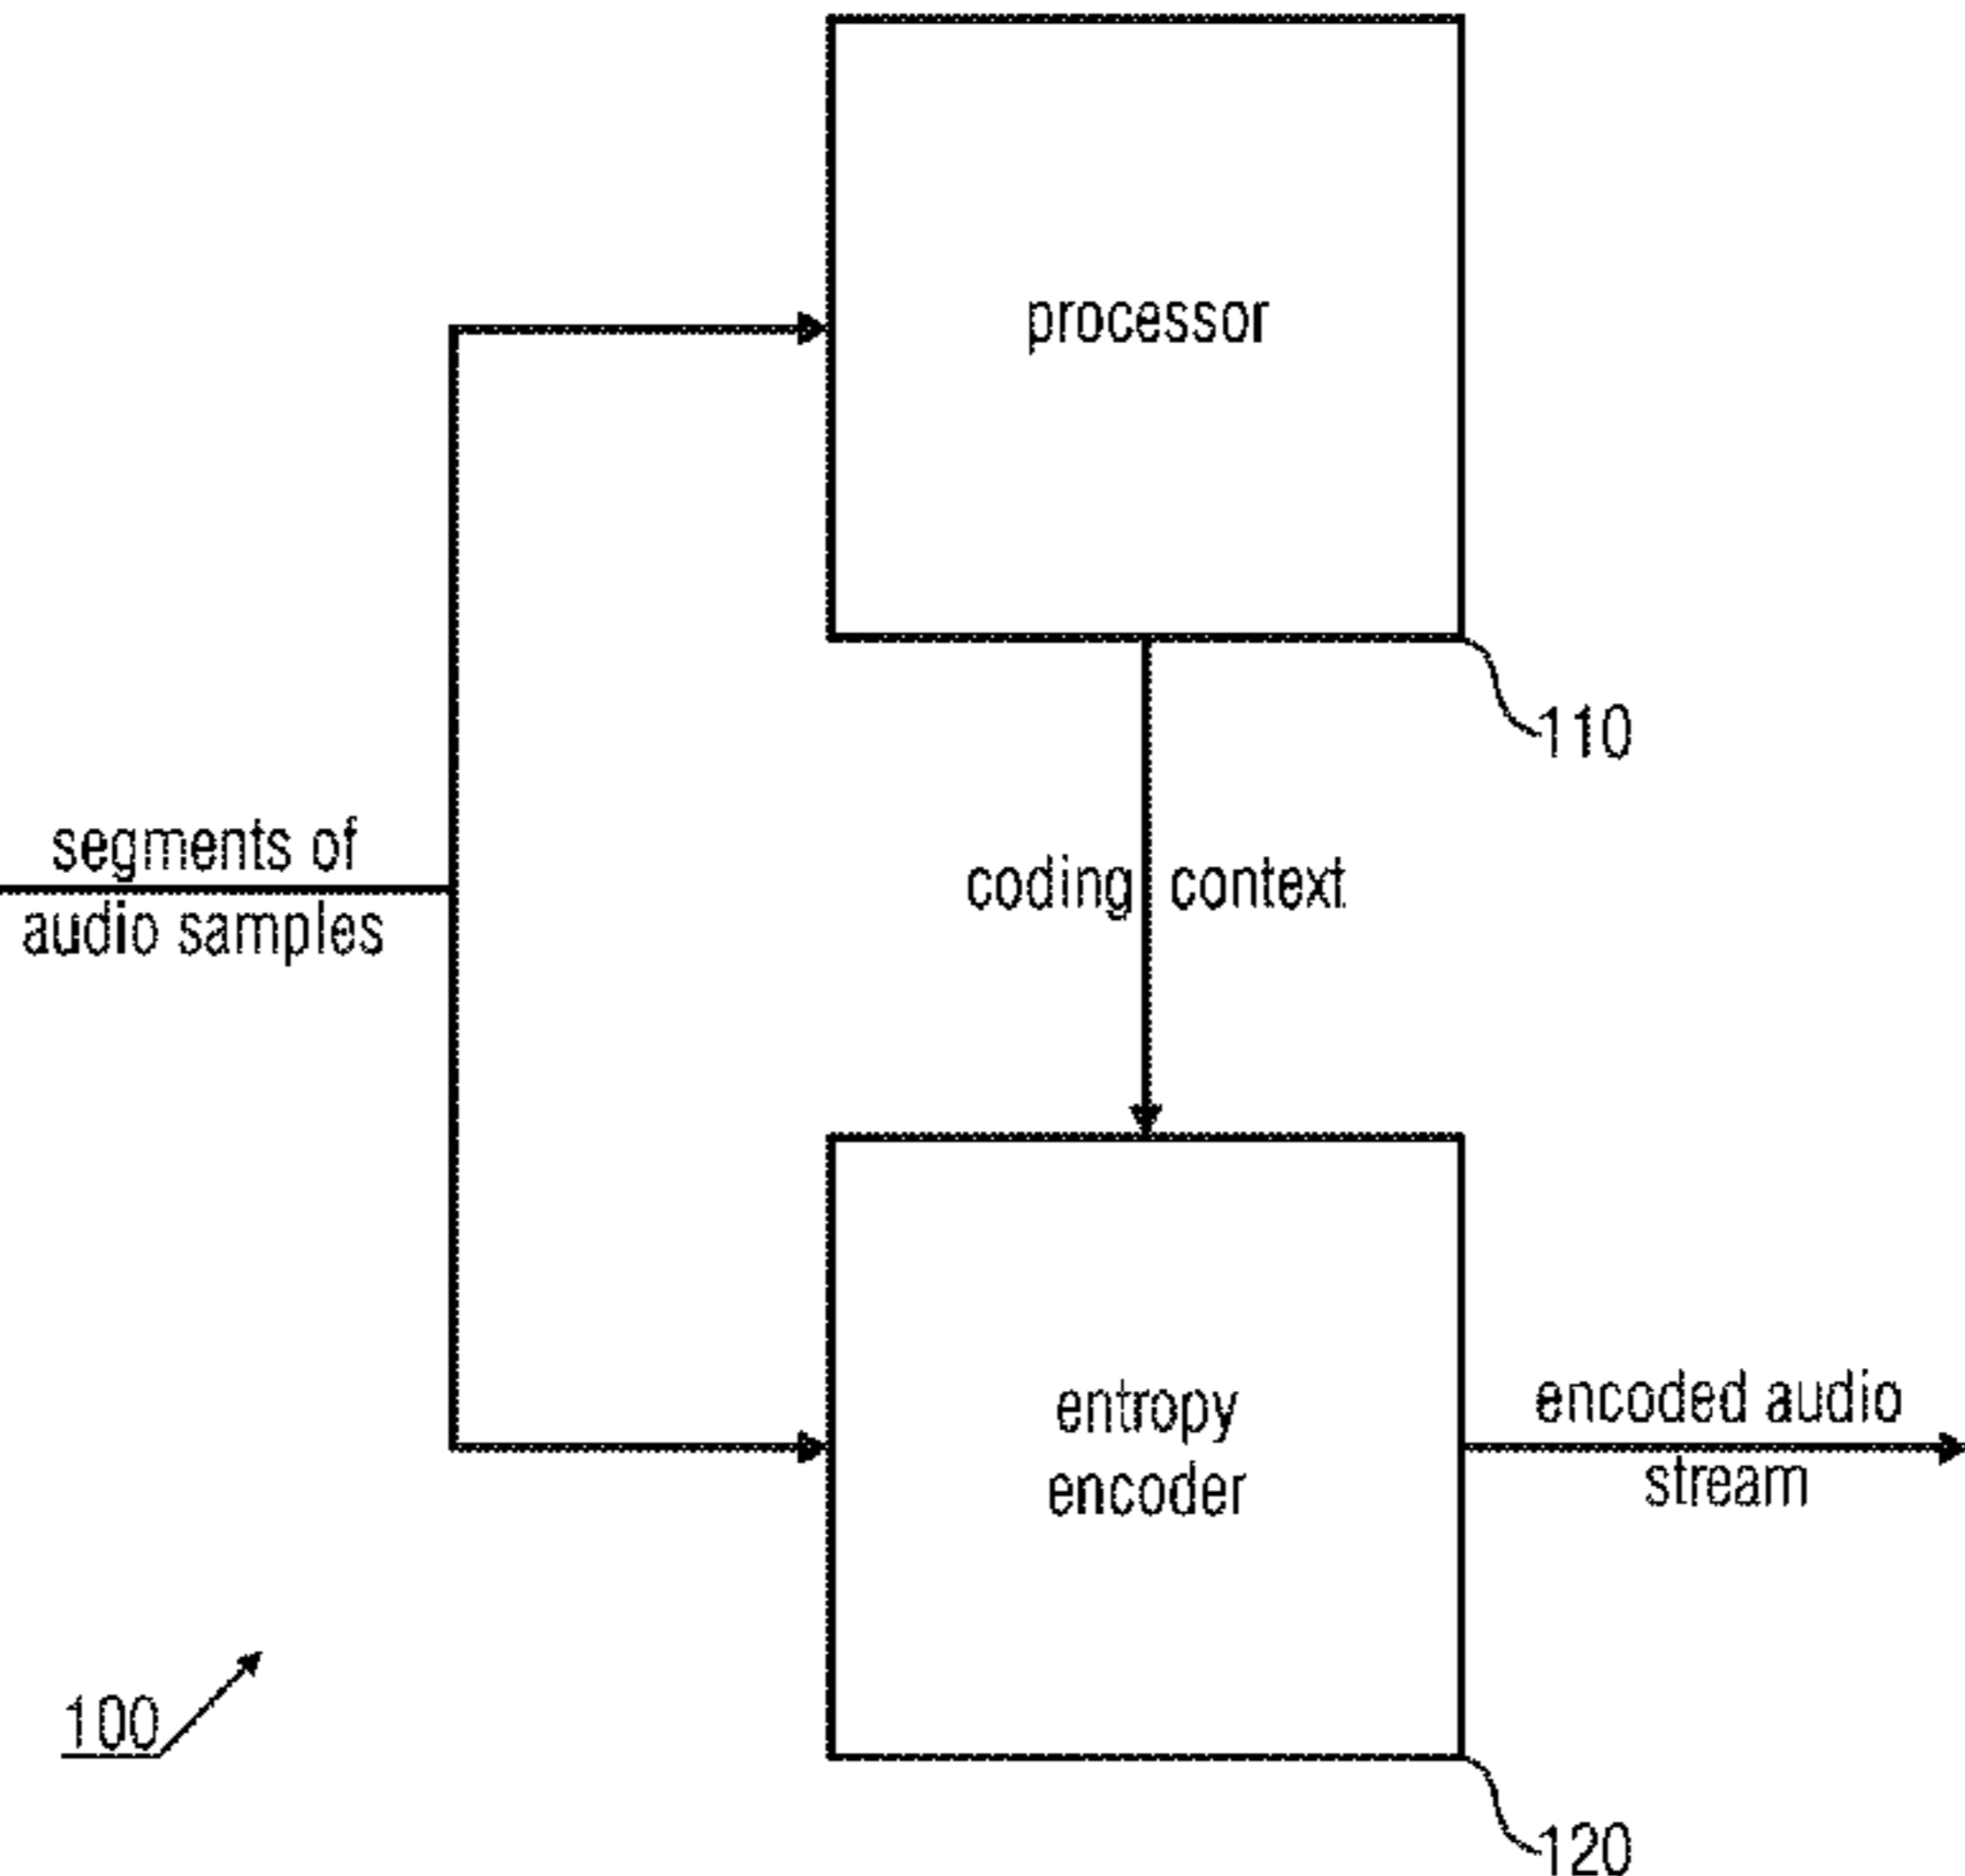 processor
110
segments of
audio samples
coding context
entropy
encoder
encoded audio
stream
100
120